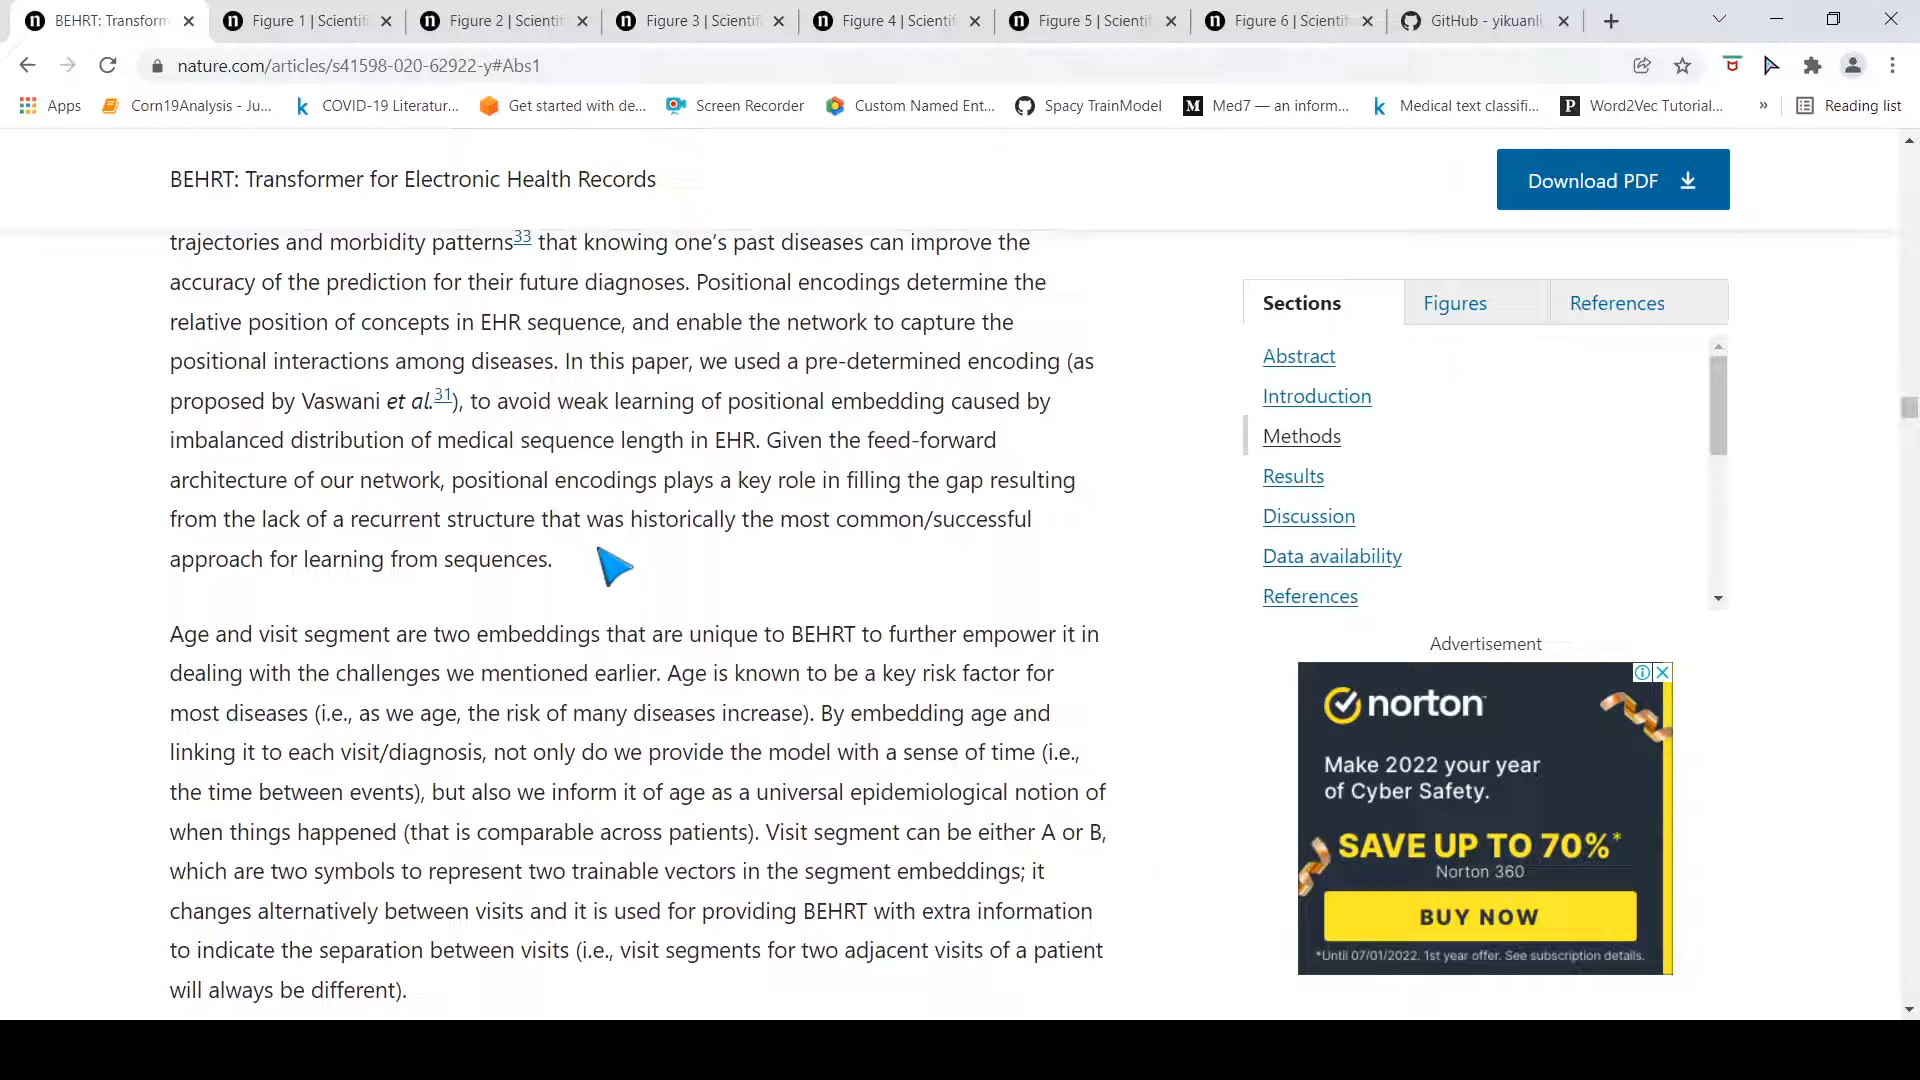 BEHRT: Transform
Figure 1 | Scientifi
Figure 2 | Scientifi
Figure 3 | Scientifi
Figure 4 | Scientifi
Figure 5 | Scientifi
Figure 6 | Scientifi
GitHub - yikuanli
nature.com/articles/s41598-020-62922-y#Abs1
Apps
Corn19Analysis - Ju...
COVID-19 Literatur...
Get started with de...
Screen Recorder
Custom Named Ent...
Spacy TrainModel
Med7 — an inform...
Medical text classifi...
Word2Vec Tutorial...
»
Reading list
BEHRT: Transformer for Electronic Health Records
Download PDF
trajectories and morbidity patterns33 that knowing one's past diseases can improve the
accuracy of the prediction for their future diagnoses. Positional encodings determine the
relative position of concepts in EHR sequence, and enable the network to capture the
positional interactions among diseases. In this paper, we used a pre-determined encoding (as
proposed by Vaswani et al.31), to avoid weak learning of positional embedding caused by
imbalanced distribution of medical sequence length in EHR. Given the feed-forward
architecture of our network, positional encodings plays a key role in filling the gap resulting
from the lack of a recurrent structure that was historically the most common/successful
approach for learning from sequences.
Age and visit segment are two embeddings that are unique to BEHRT to further empower it in
dealing with the challenges we mentioned earlier. Age is known to be a key risk factor for
most diseases (i.e., as we age, the risk of many diseases increase). By embedding age and
linking it to each visit/diagnosis, not only do we provide the model with a sense of time (i.e.,
the time between events), but also we inform it of age as a universal epidemiological notion of
when things happened (that is comparable across patients). Visit segment can be either A or B,
which are two symbols to represent two trainable vectors in the segment embeddings; it
changes alternatively between visits and it is used for providing BEHRT with extra information
to indicate the separation between visits (i.e., visit segments for two adjacent visits of a patient
will always be different).
Sections
Figures
References
Abstract
Introduction
Methods
Results
Discussion
Data availability
References
Advertisement
norton
Make 2022 your year
of Cyber Safety.
SAVE UP TO 70%*
Norton 360
BUY NOW
*Until 07/01/2022. 1st year offer. See subscription details.